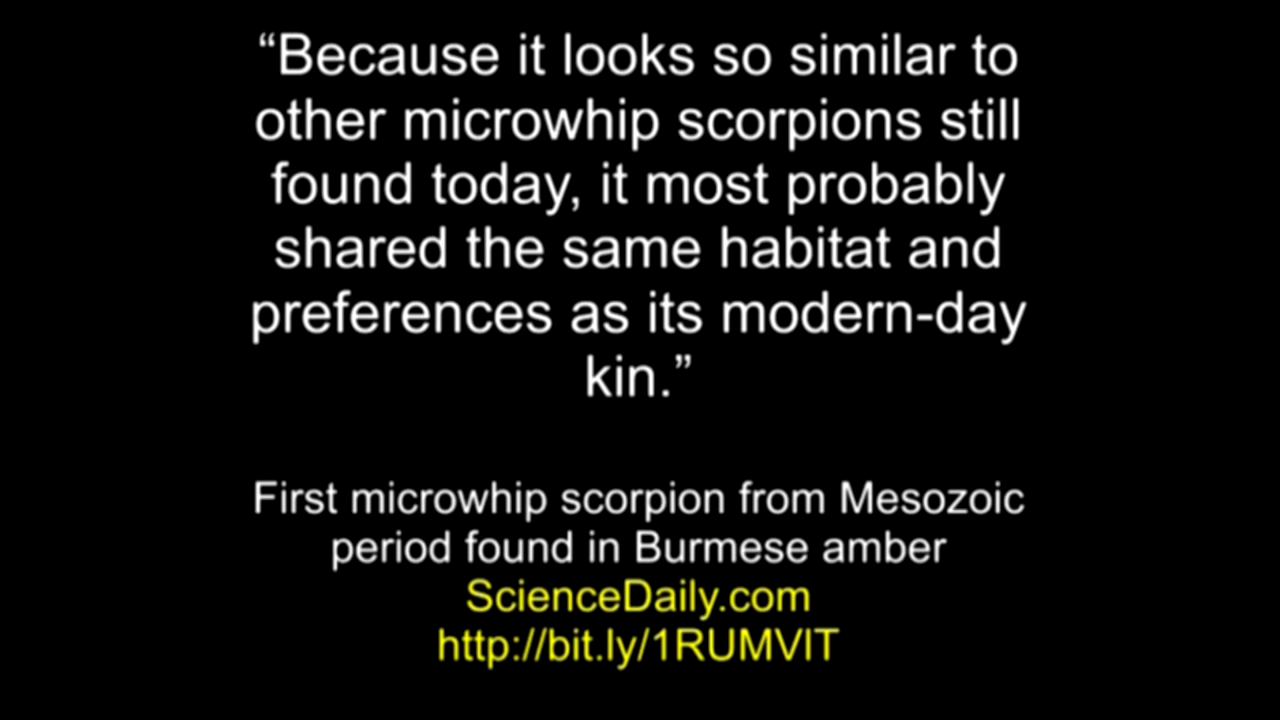 “Because it looks so similar to
other microwhip scorpions still
found today, it most probably
shared the same habitat and
preferences as its modern-day
kin.”
First microwhip scorpion from Mesozoic
period found in Burmese amber
ScienceDaily.com
http://bit.ly/1RUMVIT